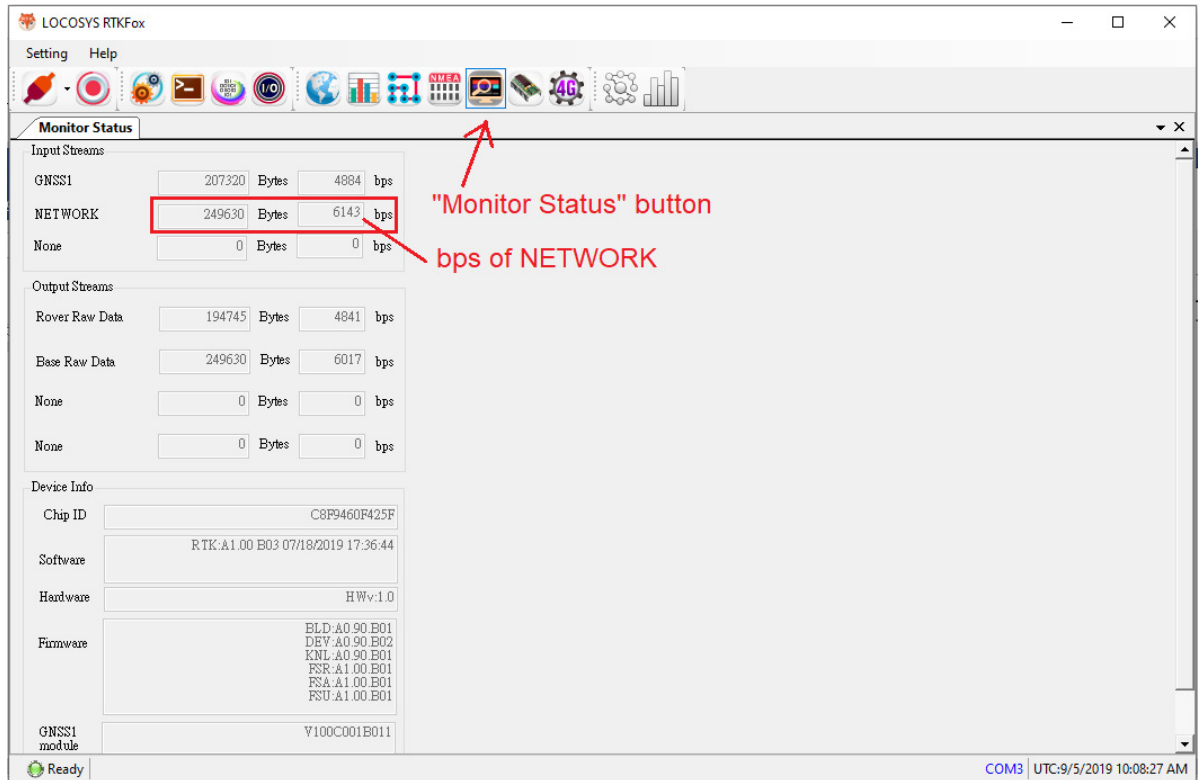 LOCOSYS RTKFox
Setting Help
NMEA
I/O
4G
Monitor Status
Input Streams
GNSS1 207320 Bytes 4884 bps
NETWORK 249630 Bytes 6143 bps
None 0 Bytes 0 bps
"Monitor Status" button
bps of NETWORK
Output Streams
Rover Raw Data 194745 Bytes 4841 bps
Base Raw Data 249630 Bytes 6017 bps
None 0 Bytes 0 bps
None 0 Bytes 0 bps
Device Info
Chip ID C8F9460F425F
Software RTK:A1.00 B03 07/18/2019 17:36:44
Hardware HWv:1.0
Firmware BLD:A0.90.B01
DEV:A0.90.B02
KNL:A0.90.B01
FSR:A1.00.B01
FSA:A1.00.B01
FSU:A1.00.B01
GNSS1 module V100C001B011
Ready COM3 UTC:9/5/2019 10:08:27 AM